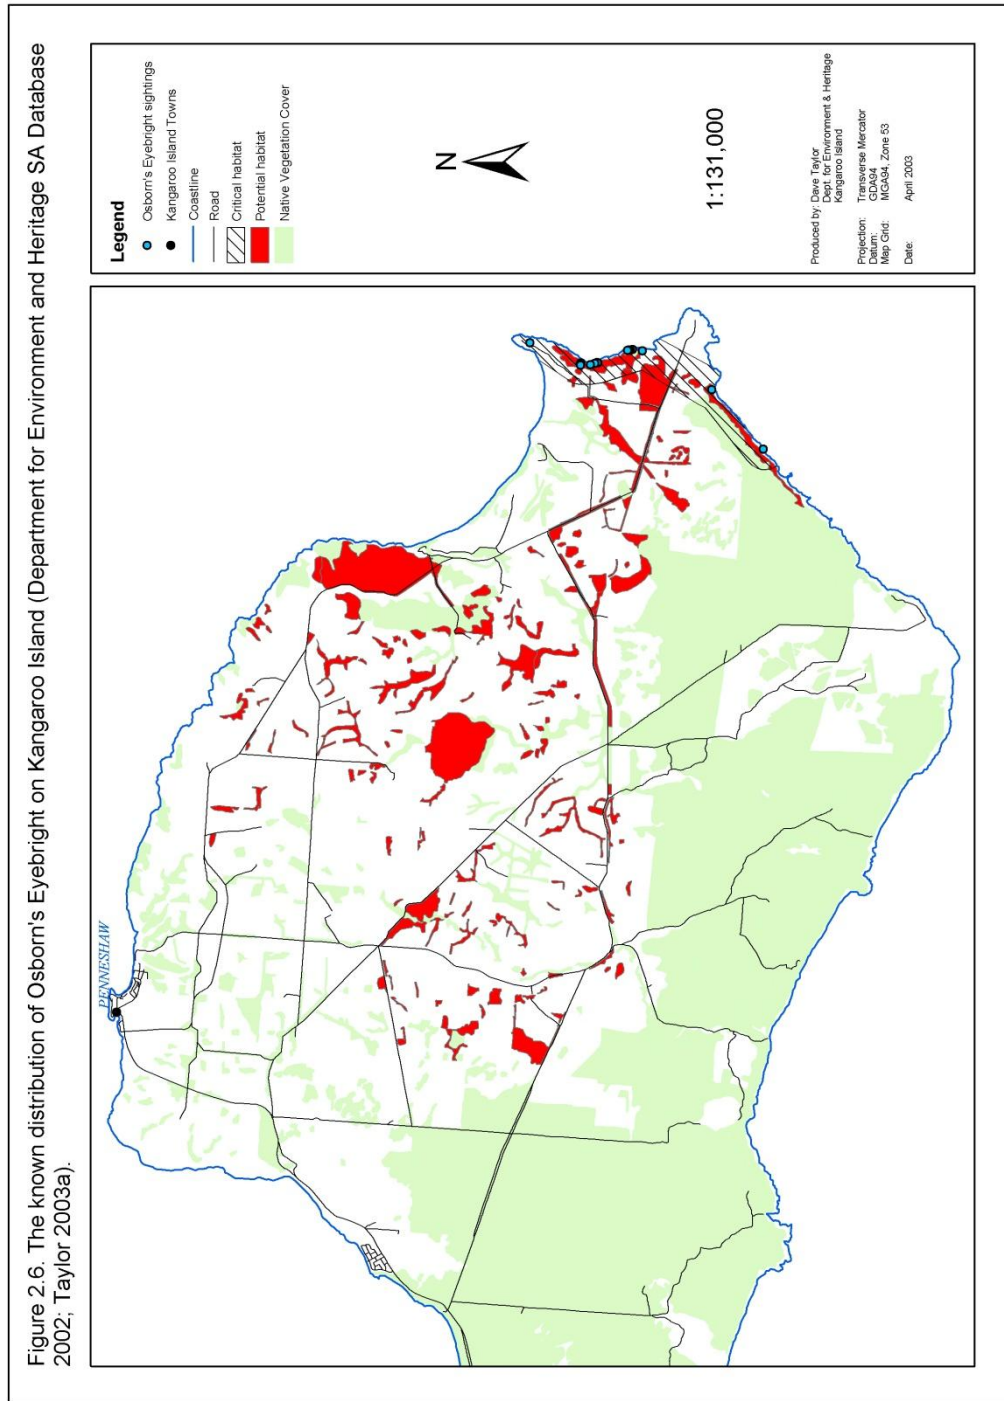 Figure 2.6. The known distribution of Osborn's Eyebright on Kangaroo Island (Department for Environment and Heritage SA Database
2002; Taylor 2003a).
PENNESHAW
Legend
Osborn's Eyebright sightings
Kangaroo Island Towns
Coastline
Road
Critical habitat
Potential habitat
Native Vegetation Cover
N
1:131,000
Produced by: Dave Taylor
Dept. for Environment & Heritage
Kangaroo Island
Projection: Transverse Mercator
Datum: GDA94
Map Grid: MGA94, Zone 53
Date: April 2003